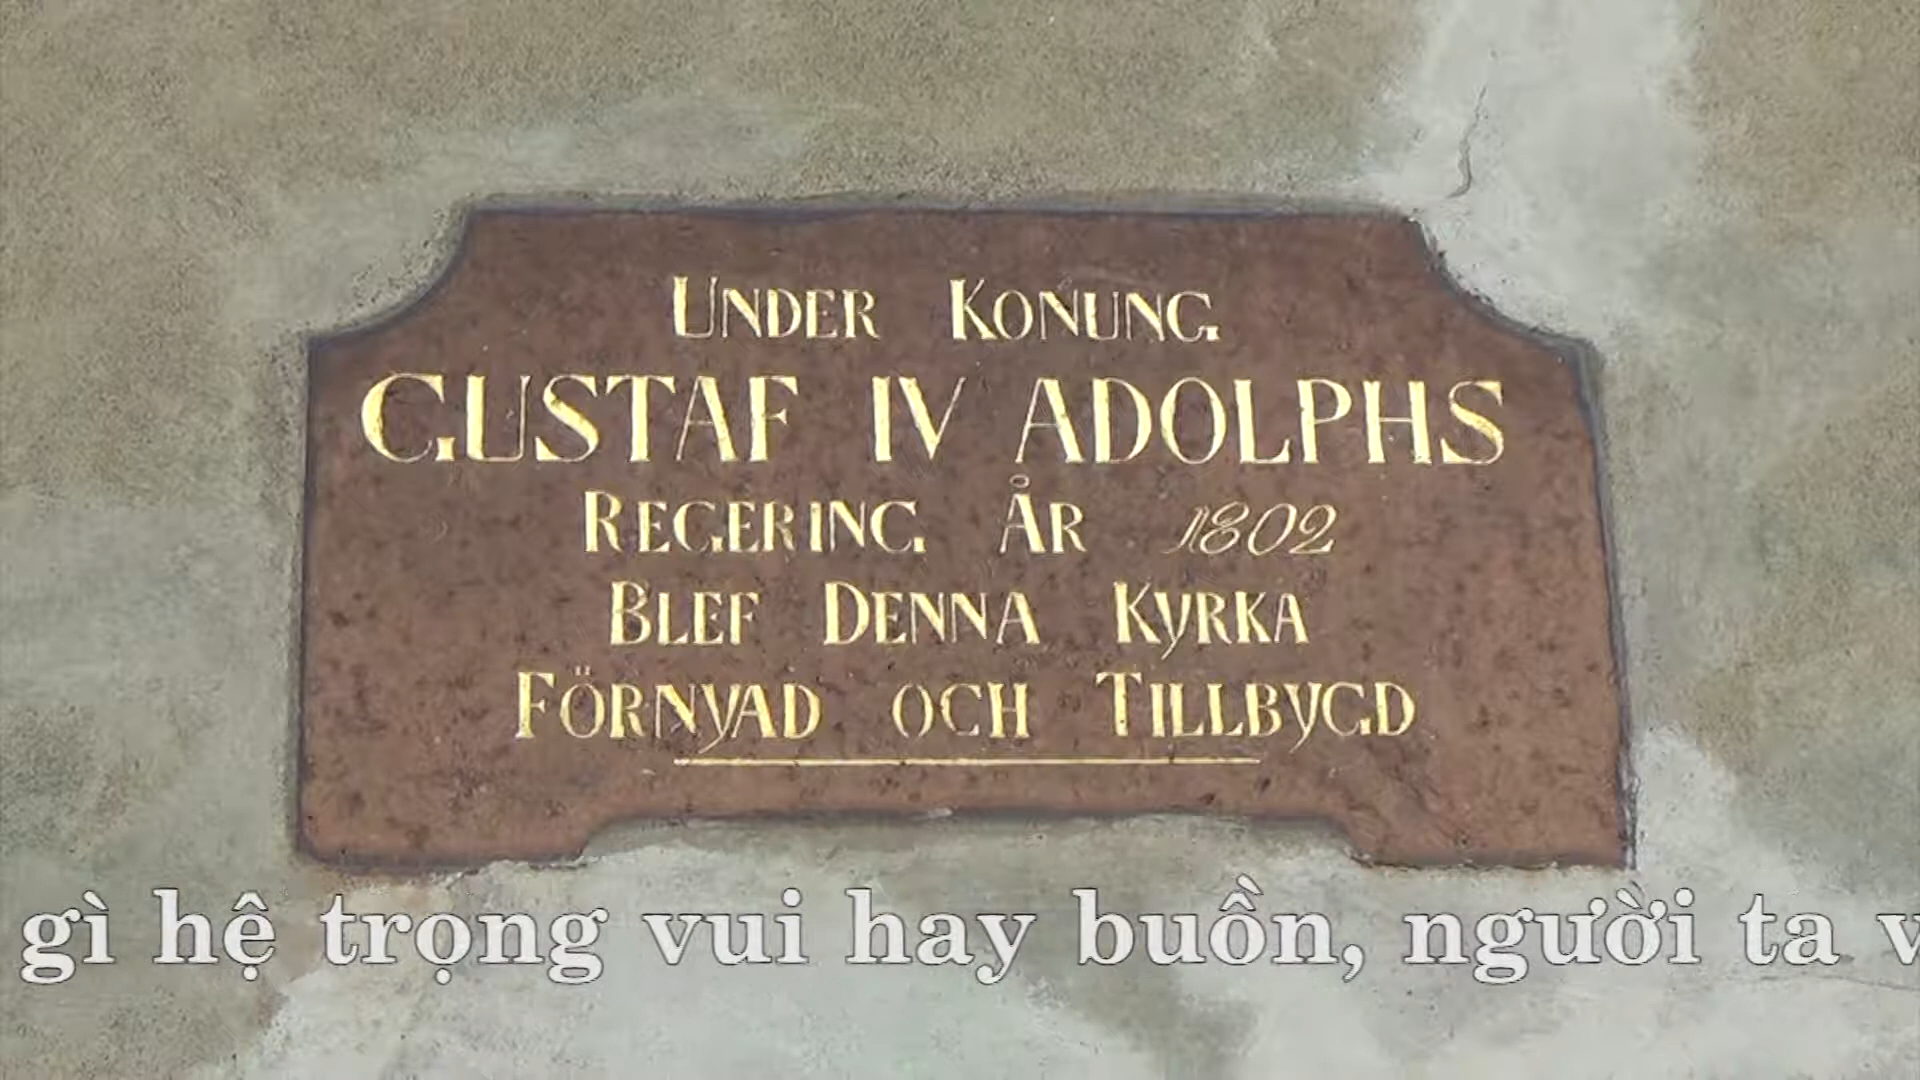 UNDER KONUNG
GUSTAF IV ADOLPHS
REGERING ÅR 1802
BLEF DENNA KYRKA
FÖRNYAD OCH TILLBYGD
gì hệ trọng vui hay buồn, người ta